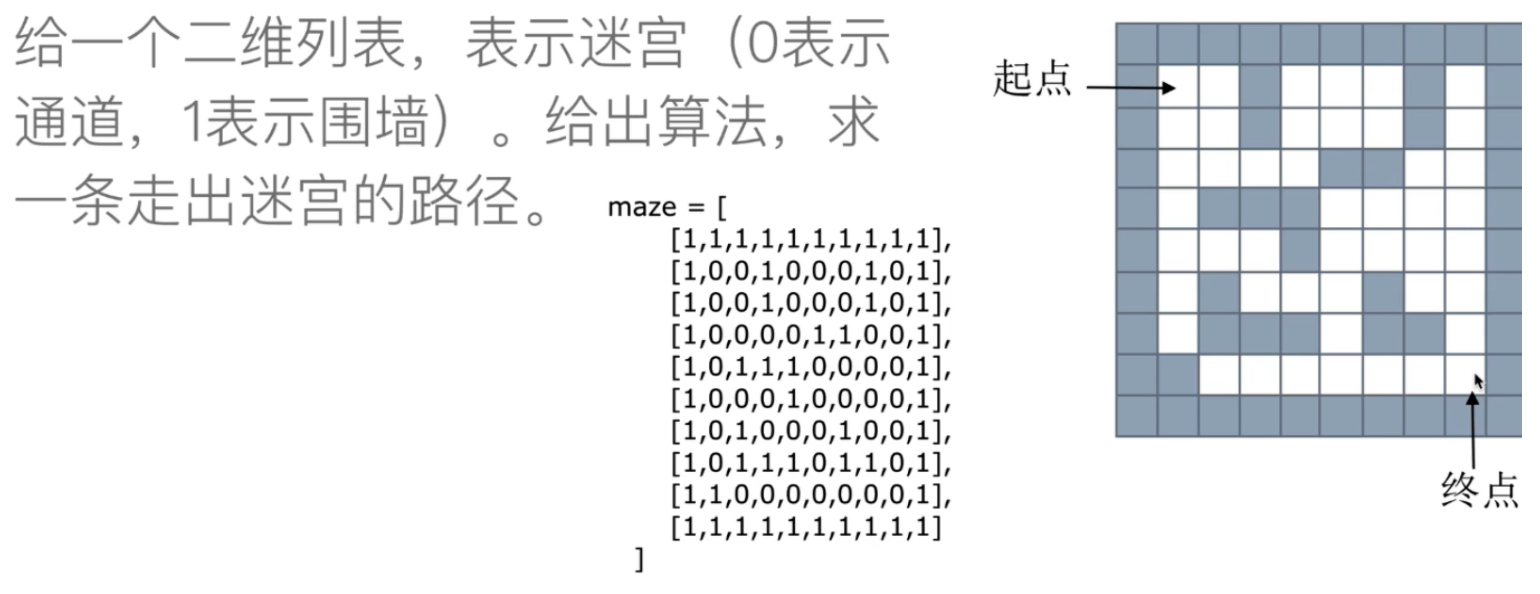 给一个二维列表，表示迷宫（0表示
通道，1表示围墙）。给出算法，求
一条走出迷宫的路径。
maze = [
[1,1,1,1,1,1,1,1,1,1],
[1,0,0,1,0,0,0,1,0,1],
[1,0,0,1,0,0,0,1,0,1],
[1,0,0,0,0,1,1,0,0,1],
[1,0,1,1,1,0,0,0,0,1],
[1,0,0,0,1,0,0,0,0,1],
[1,0,1,0,0,0,1,0,0,1],
[1,0,1,1,1,0,1,1,0,1],
[1,1,0,0,0,0,0,0,0,1],
[1,1,1,1,1,1,1,1,1,1]
]
起点
终点